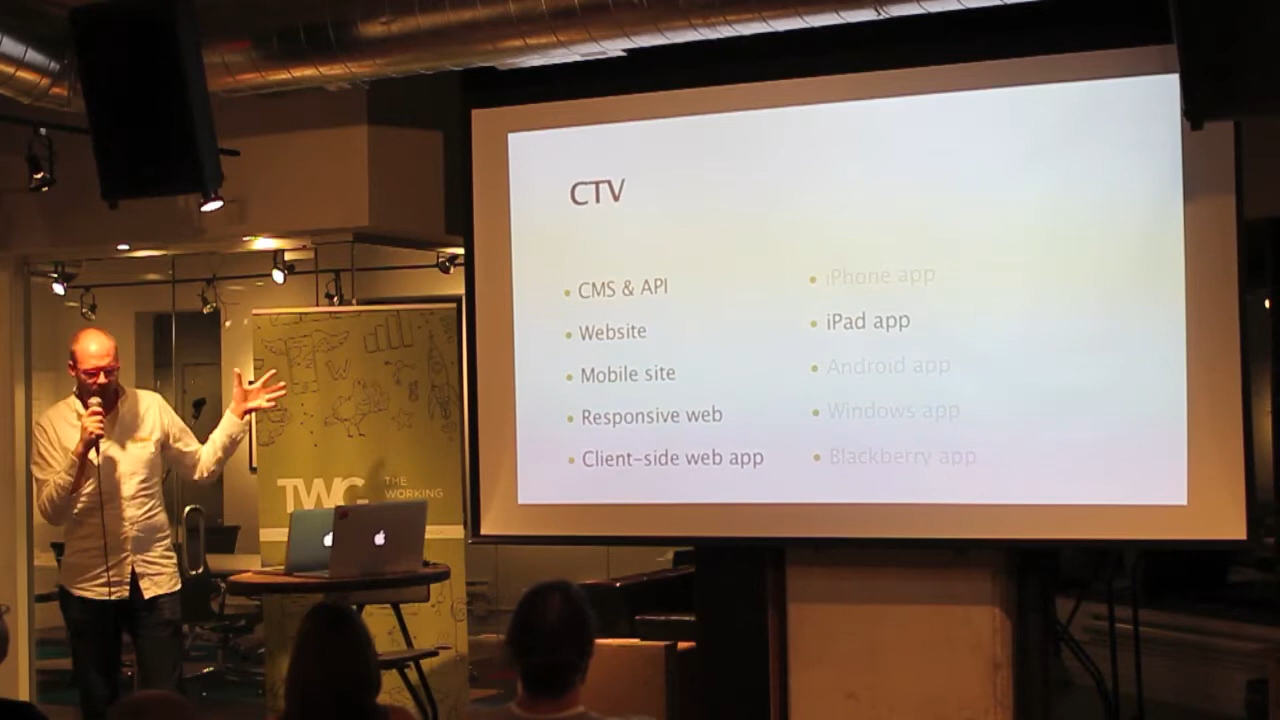 CTV
• CMS & API
• Website
• Mobile site
• Responsive web
• Client-side web app
• iPhone app
• iPad app
• Android app
• Windows app
• Blackberry app
W
TWG
THE
WORKING